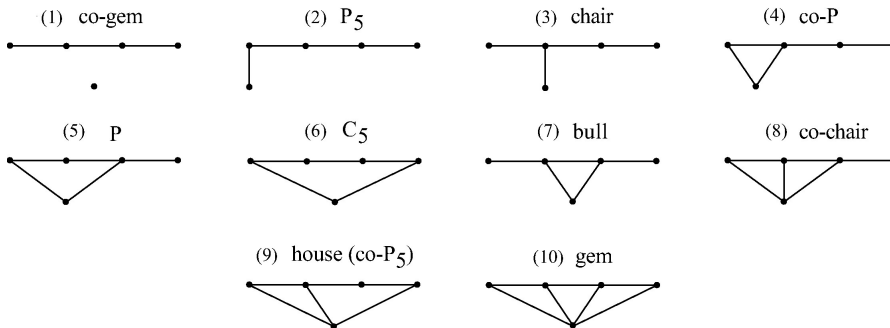 (1) co-gem
(2) P5
(3) chair
(4) co-P
(5) P
(6) C5
(7) bull
(8) co-chair
(9) house (co-P5)
(10) gem